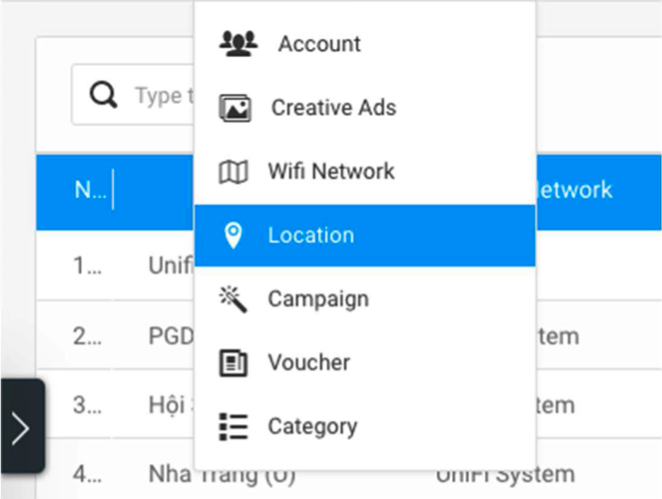 Account
Type t
Creative Ads
Wifi Network
N...
etwork
Location
1...
Unifi
Campaign
2...
PGD
tem
Voucher
3...
Hội
tem
Category
4...
Nha Trang (U)
UniFi System